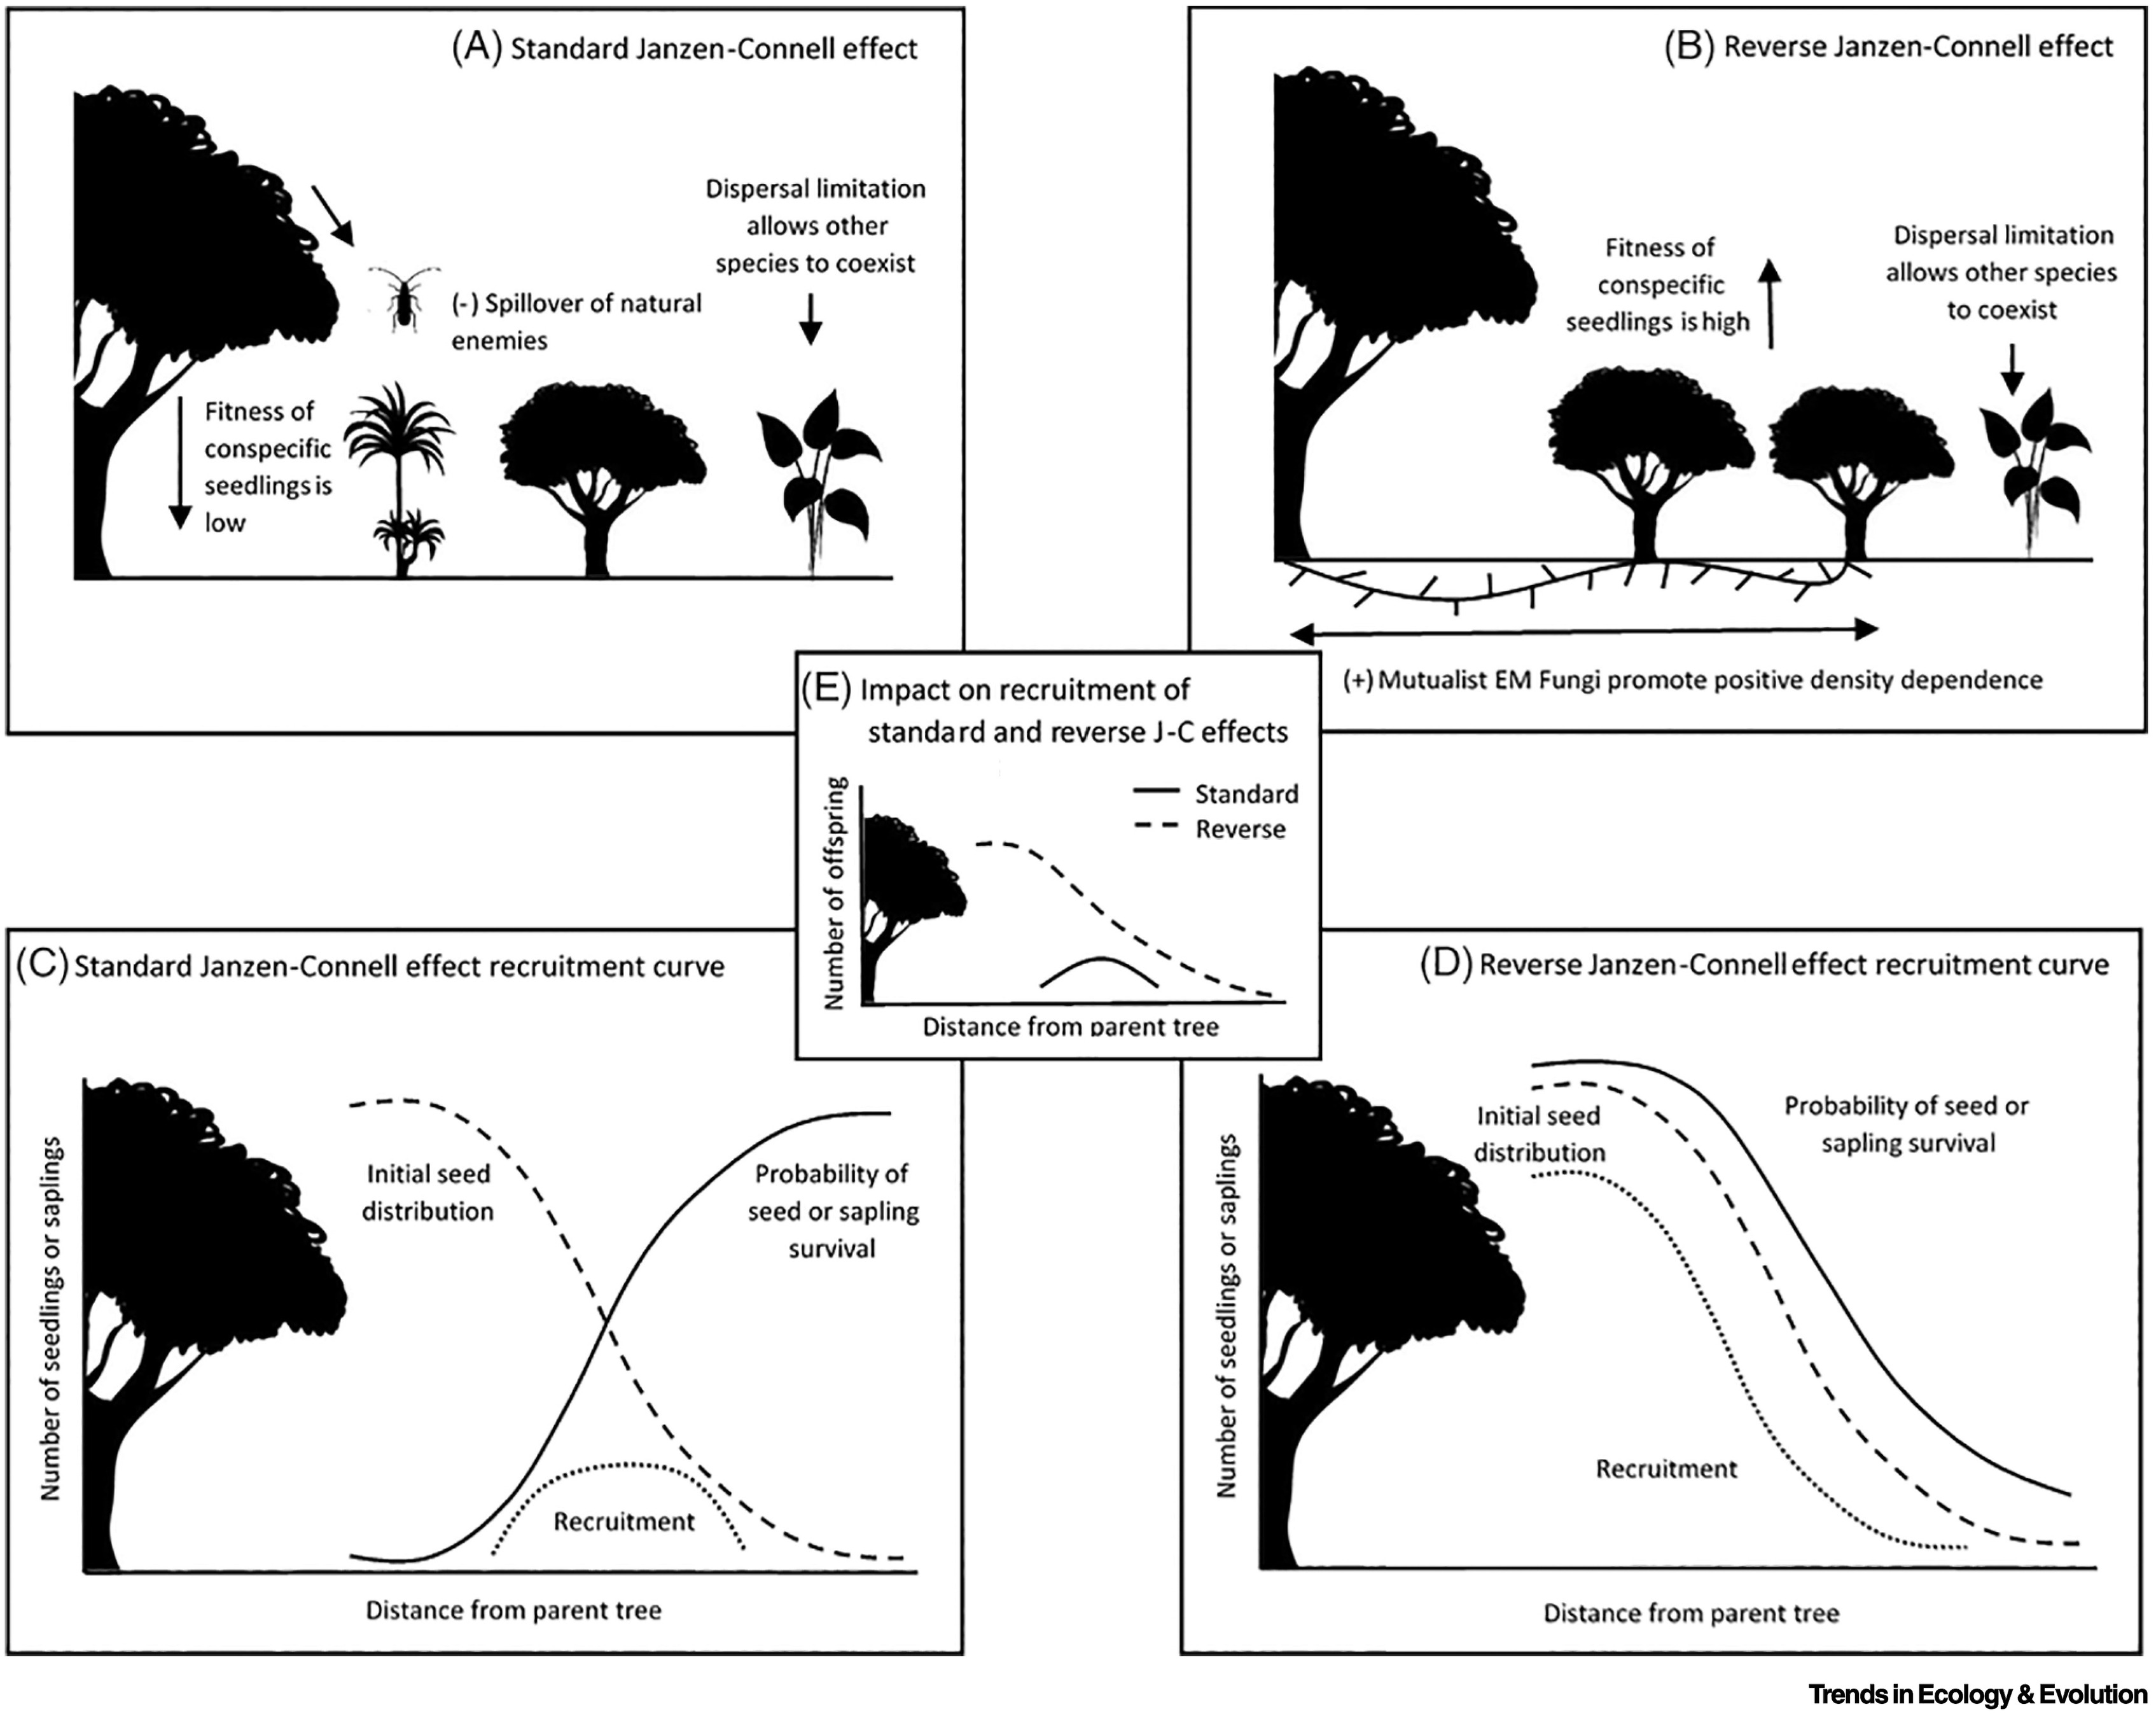 (A) Standard Janzen-Connell effect
Dispersal limitation
allows other
species to coexist
(-) Spillover of natural
enemies
Fitness of
conspecific
seedlings is
low
(B) Reverse Janzen-Connell effect
Fitness of
conspecific
seedlings is high
Dispersal limitation
allows other species
to coexist
(+) Mutualist EM Fungi promote positive density dependence
(E) Impact on recruitment of
standard and reverse J-C effects
Standard
Reverse
Number of offspring
Distance from parent tree
(C) Standard Janzen-Connell effect recruitment curve
Number of seedlings or saplings
Initial seed
distribution
Probability of
seed or sapling
survival
Recruitment
Distance from parent tree
(D) Reverse Janzen-Connell effect recruitment curve
Number of seedlings or saplings
Initial seed
distribution
Probability of seed or
sapling survival
Recruitment
Distance from parent tree
Trends in Ecology & Evolution